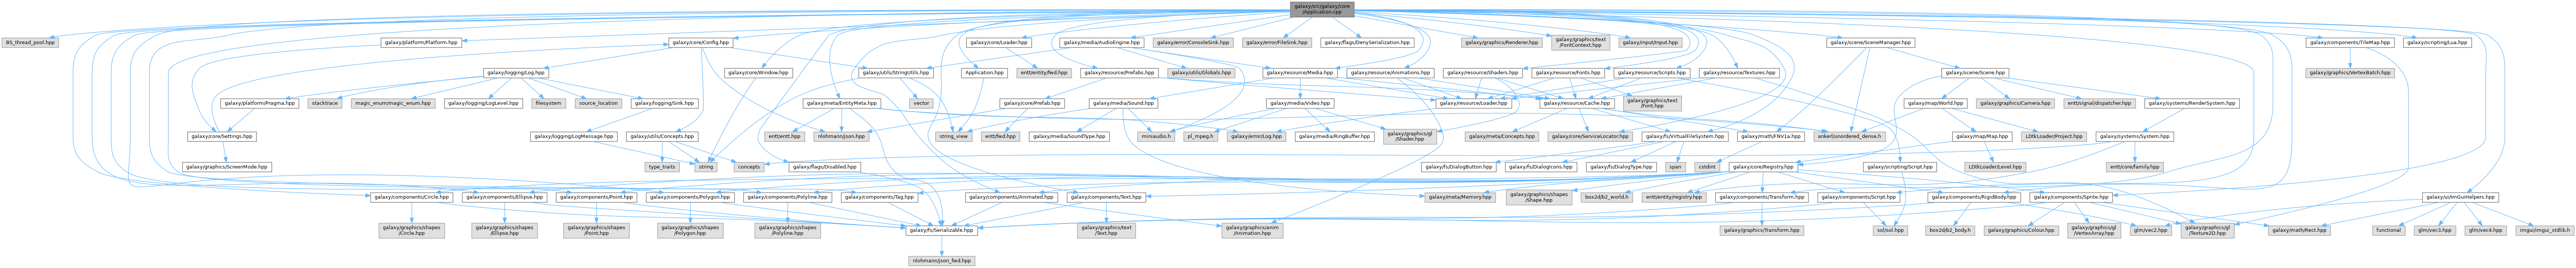 galaxy/src/galaxy/core
/Application.cpp
BS_thread_pool.hpp
galaxy/platform/Platform.hpp
galaxy/core/Config.hpp
galaxy/core/Loader.hpp
galaxy/media/AudioEngine.hpp
galaxy/error/ConsoleSink.hpp
galaxy/error/FileSink.hpp
galaxy/flags/DenySerialization.hpp
galaxy/graphics/Renderer.hpp
galaxy/graphics/text
/FontContext.hpp
galaxy/input/Input.hpp
galaxy/scene/SceneManager.hpp
galaxy/components/TileMap.hpp
galaxy/scripting/Lua.hpp
galaxy/logging/Log.hpp
galaxy/core/Window.hpp
galaxy/utils/StringUtils.hpp
Application.hpp
entt/entity/fwd.hpp
galaxy/resource/Prefabs.hpp
galaxy/utils/Globals.hpp
galaxy/resource/Media.hpp
galaxy/resource/Animations.hpp
galaxy/resource/Shaders.hpp
galaxy/resource/Fonts.hpp
galaxy/resource/Scripts.hpp
galaxy/resource/Textures.hpp
galaxy/scene/Scene.hpp
galaxy/graphics/VertexBatch.hpp
galaxy/platform/Pragma.hpp
stacktrace
magic_enum/magic_enum.hpp
galaxy/logging/LogLevel.hpp
filesystem
source_location
galaxy/logging/Sink.hpp
vector
galaxy/meta/EntityMeta.hpp
galaxy/core/Prefab.hpp
galaxy/media/Sound.hpp
galaxy/media/Video.hpp
galaxy/resource/Loader.hpp
galaxy/resource/Cache.hpp
galaxy/graphics/text
/Font.hpp
galaxy/map/World.hpp
galaxy/graphics/Camera.hpp
entt/signal/dispatcher.hpp
galaxy/systems/RenderSystem.hpp
galaxy/core/Settings.hpp
galaxy/logging/LogMessage.hpp
galaxy/utils/Concepts.hpp
nlohmann/json.hpp
entt/entt.hpp
string_view
entt/fwd.hpp
galaxy/media/SoundType.hpp
miniaudio.h
pl_mpeg.h
galaxy/error/Log.hpp
galaxy/media/RingBuffer.hpp
galaxy/graphics/gl
/Shader.hpp
galaxy/meta/Concepts.hpp
galaxy/core/ServiceLocator.hpp
galaxy/fs/VirtualFileSystem.hpp
galaxy/math/FNV1a.hpp
ankerl/unordered_dense.h
galaxy/map/Map.hpp
LDtkLoader/Project.hpp
galaxy/systems/System.hpp
galaxy/graphics/ScreenMode.hpp
type_traits
string
concepts
galaxy/flags/Disabled.hpp
galaxy/fs/DialogButton.hpp
galaxy/fs/DialogIcons.hpp
galaxy/fs/DialogType.hpp
span
cstdint
galaxy/core/Registry.hpp
galaxy/scripting/Script.hpp
LDtkLoader/Level.hpp
entt/core/family.hpp
galaxy/components/Circle.hpp
galaxy/components/Ellipse.hpp
galaxy/components/Point.hpp
galaxy/components/Polygon.hpp
galaxy/components/Polyline.hpp
galaxy/components/Tag.hpp
galaxy/components/Animated.hpp
galaxy/components/Text.hpp
galaxy/meta/Memory.hpp
galaxy/graphics/shapes
/Shape.hpp
box2d/b2_world.h
entt/entity/registry.hpp
galaxy/components/Transform.hpp
galaxy/components/Script.hpp
galaxy/components/RigidBody.hpp
galaxy/components/Sprite.hpp
galaxy/ui/ImGuiHelpers.hpp
galaxy/graphics/shapes
/Circle.hpp
galaxy/graphics/shapes
/Ellipse.hpp
galaxy/graphics/shapes
/Point.hpp
galaxy/graphics/shapes
/Polygon.hpp
galaxy/graphics/shapes
/Polyline.hpp
galaxy/fs/Serializable.hpp
galaxy/graphics/text
/Text.hpp
galaxy/graphics/anim
/Animation.hpp
galaxy/graphics/Transform.hpp
sol/sol.hpp
box2d/b2_body.h
galaxy/graphics/Colour.hpp
galaxy/graphics/gl
/VertexArray.hpp
glm/vec2.hpp
galaxy/graphics/gl
/Texture2D.hpp
galaxy/math/Rect.hpp
functional
glm/vec3.hpp
glm/vec4.hpp
imgui/imgui_stdlib.h
nlohmann/json_fwd.hpp